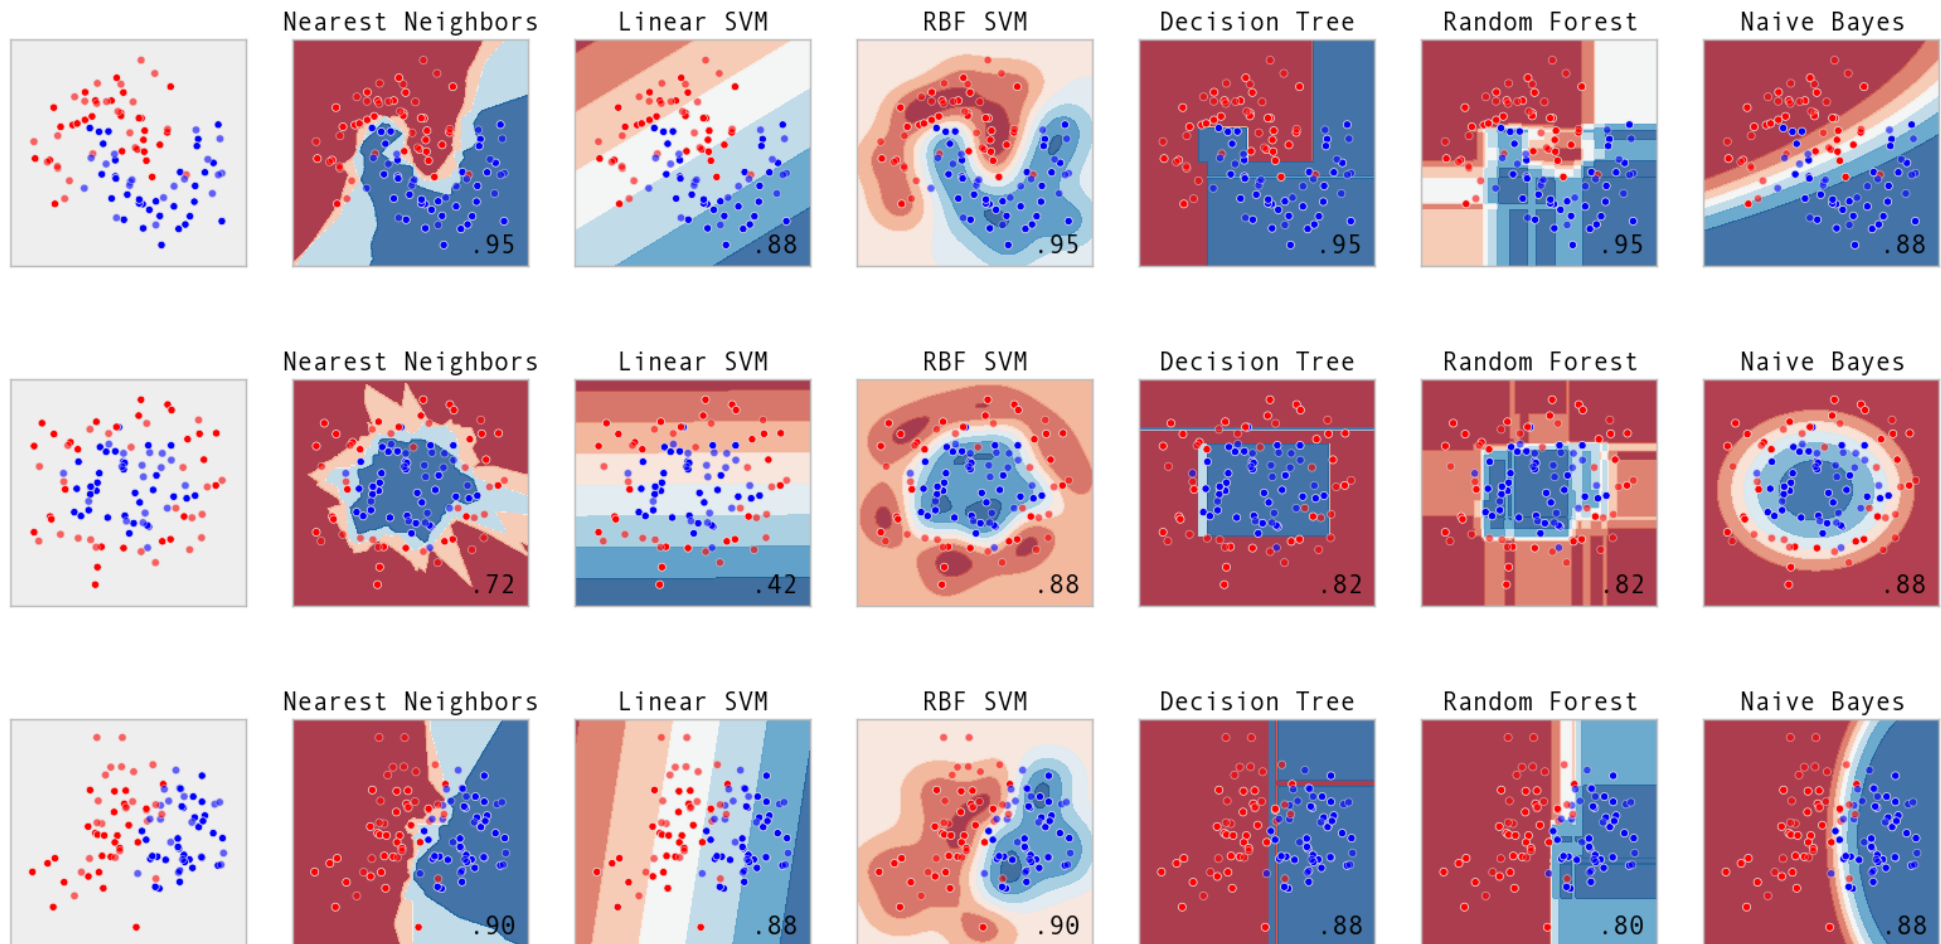 Nearest Neighbors Linear SVM RBF SVM Decision Tree Random Forest Naive Bayes
.95 .88 .95 .95 .95 .88
Nearest Neighbors Linear SVM RBF SVM Decision Tree Random Forest Naive Bayes
.72 .42 .88 .82 .82 .88
Nearest Neighbors Linear SVM RBF SVM Decision Tree Random Forest Naive Bayes
.90 .88 .90 .88 .80 .88